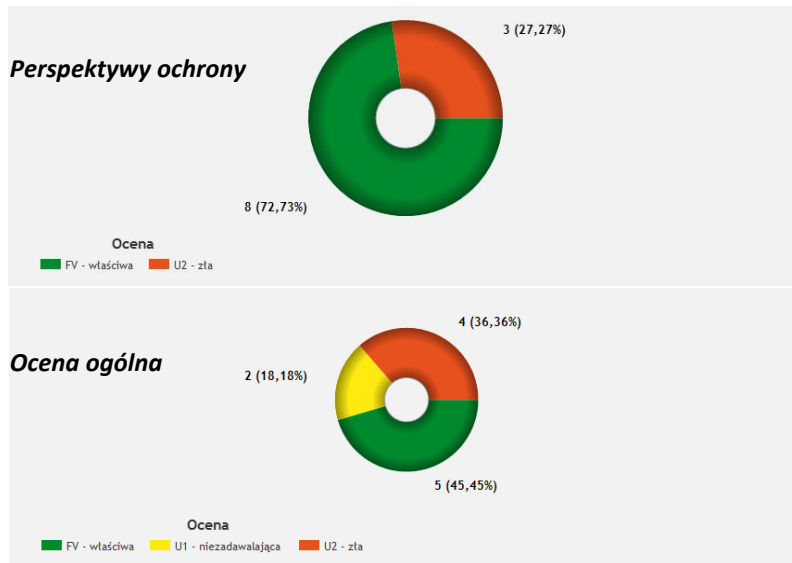 3 (27,27%)
Perspektywy ochrony
8 (72,73%)
Ocena
FV - właściwa U2 - zła
4 (36,36%)
Ocena ogólna
2 (18,18%)
5 (45,45%)
Ocena
FV - właściwa U1 - niezadawalająca U2 - zła